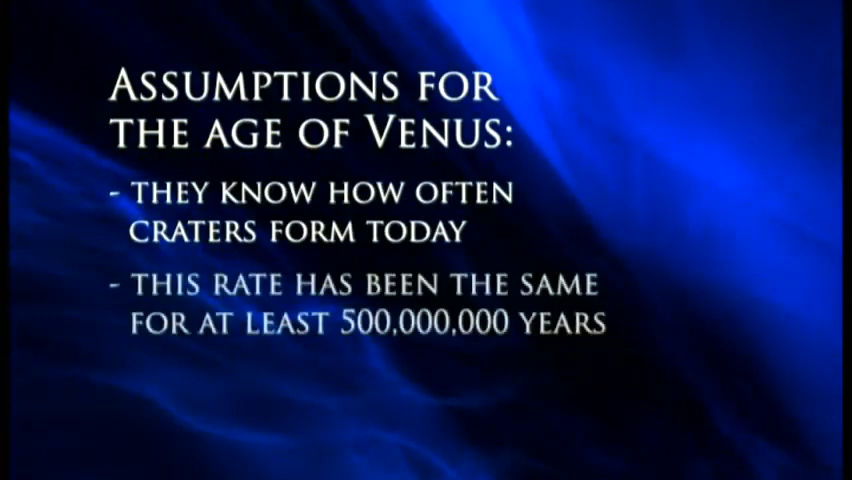 Assumptions for
the age of Venus:
- they know how often
craters form today
- this rate has been the same
for at least 500,000,000 years